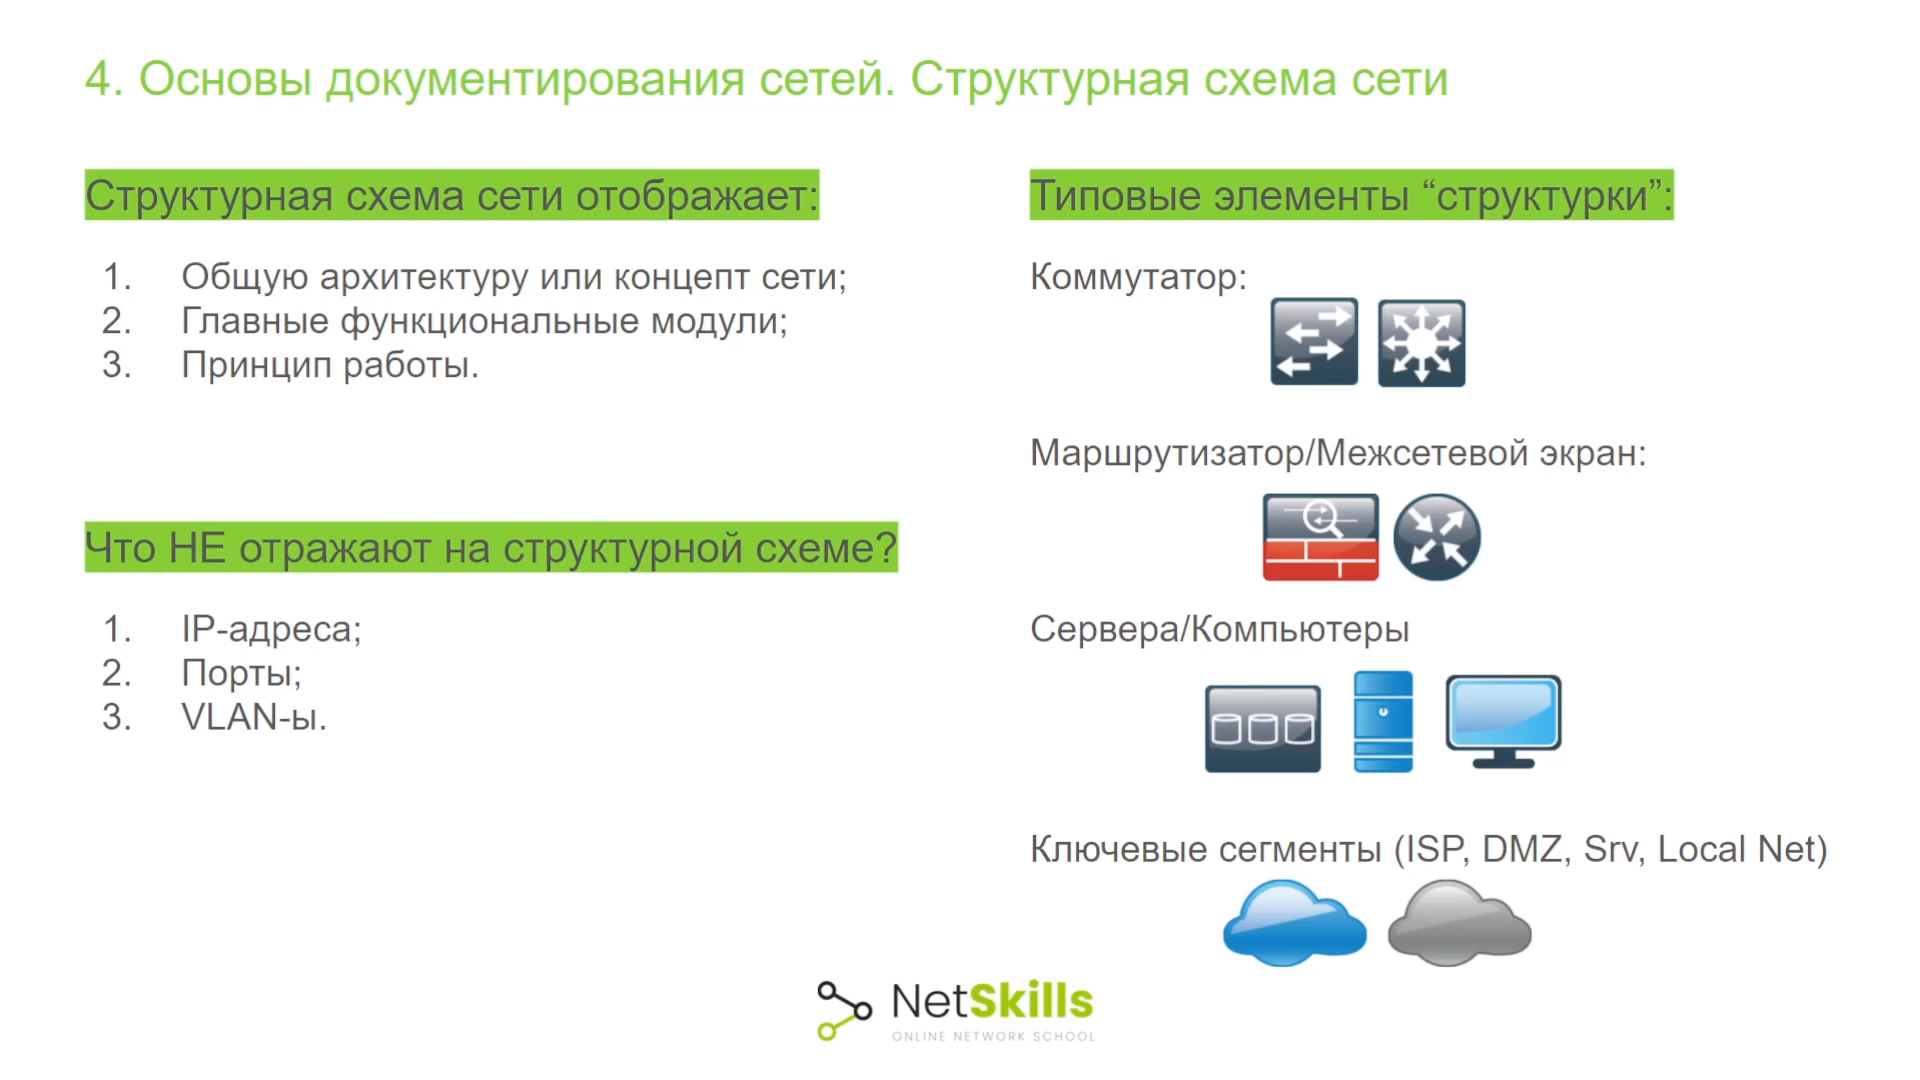 4. Основы документирования сетей. Структурная схема сети
Структурная схема сети отображает:
1. Общую архитектуру или концепт сети;
2. Главные функциональные модули;
3. Принцип работы.
Что НЕ отражают на структурной схеме?
1. IP-адреса;
2. Порты;
3. VLAN-ы.
Типовые элементы “структурки”:
Коммутатор:
Маршрутизатор/Межсетевой экран:
Сервера/Компьютеры
Ключевые сегменты (ISP, DMZ, Srv, Local Net)
NetSkills
ONLINE NETWORK SCHOOL